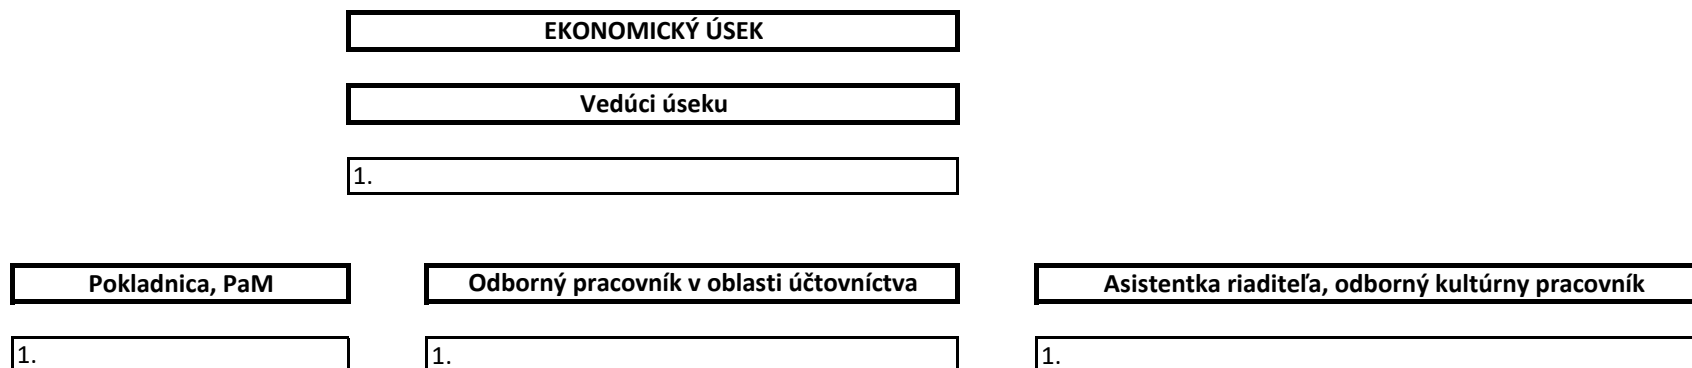 EKONOMICKÝ ÚSEK
Vedúci úseku
1.
Pokladnica, PaM
Odborný pracovník v oblasti účtovníctva
Asistentka riaditeľa, odborný kultúrny pracovník
1.
1.
1.